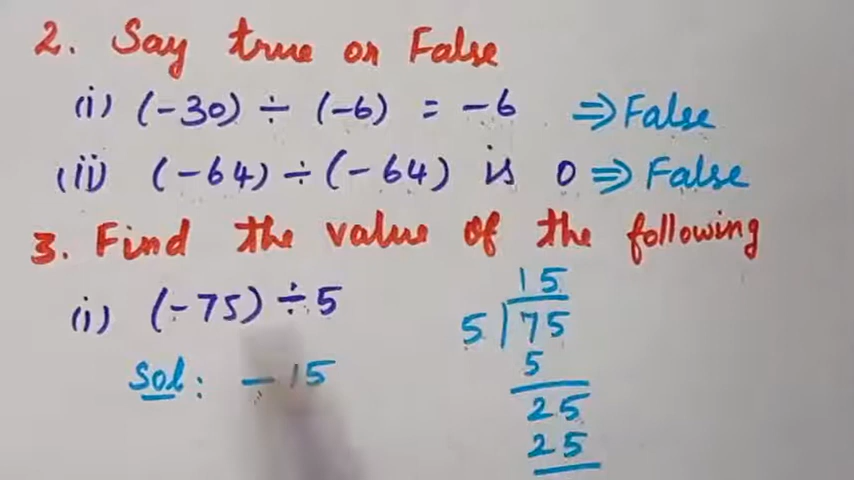 2. Say true or False
(i) (-30) ÷ (-6) = -6 ⇒ False
(ii) (-64) ÷ (-64) is 0 ⇒ False
3. Find the value of the following
(i) (-75) ÷ 5
Sol: -15
15
5 75
5
25
25